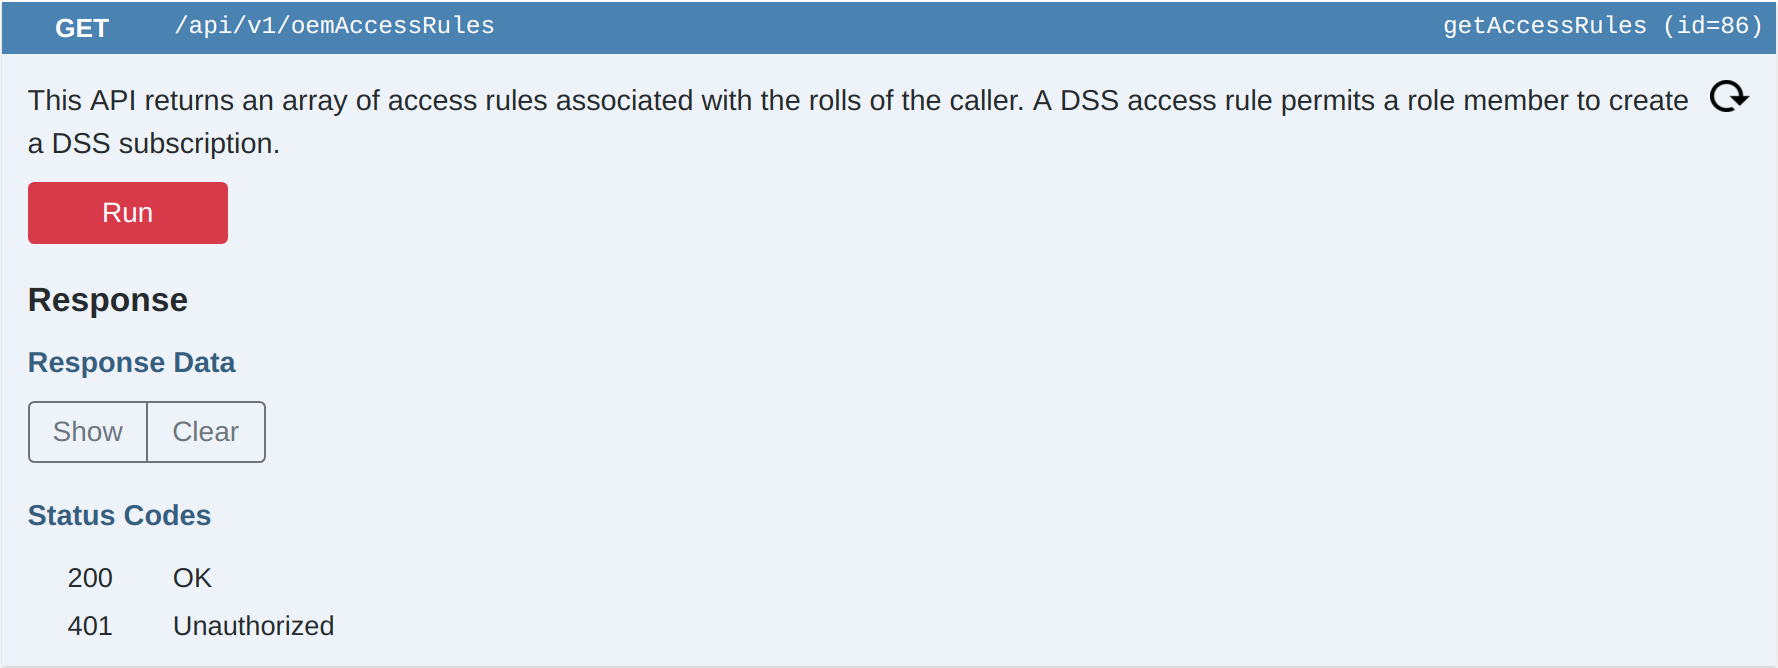 GET /api/v1/oemAccessRules getAccessRules (id=86)
This API returns an array of access rules associated with the rolls of the caller. A DSS access rule permits a role member to create
a DSS subscription.
Run
Response
Response Data
Show Clear
Status Codes
200 OK
401 Unauthorized